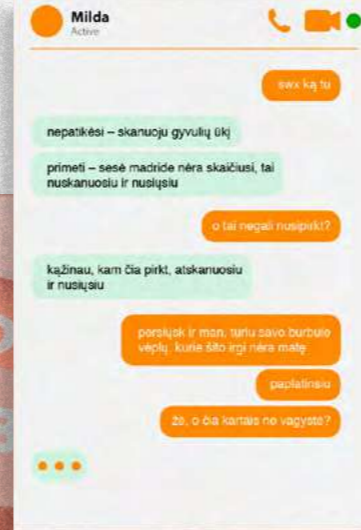 Milda
Active
swx ką tu
nepatikėsi – skanuoju gyvulių ūkį
primeti – sesė madride nėra skaičiusi, tai
nuskanuosiu ir nusiųsiu
o tai negali nusipirkt?
kąžinau, kam čia pirkt, atskanuosiu
ir nusiųsiu
persiųsk ir man, turiu savo burbule
vėplų, kurie šito irgi nėra matę
paplatinsiu
žė, o čia kartais ne vagystė?